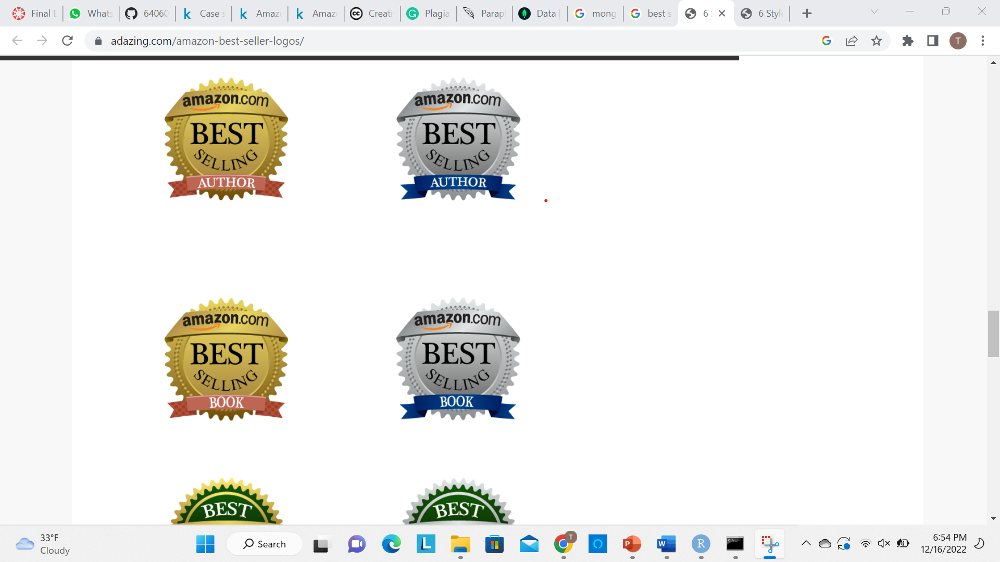 Final E
Whats
64060
Case s
Amaz
Amaz
Creati
Plagia
Parap
Data |
mong
best s
6 S
6 Style
adazing.com/amazon-best-seller-logos/
T
amazon.com
BEST
SELLING
AUTHOR
amazon.com
BEST
SELLING
AUTHOR
amazon.com
BEST
SELLING
BOOK
amazon.com
BEST
SELLING
BOOK
BEST
BEST
33°F
Cloudy
Search
T
6:54 PM
12/16/2022